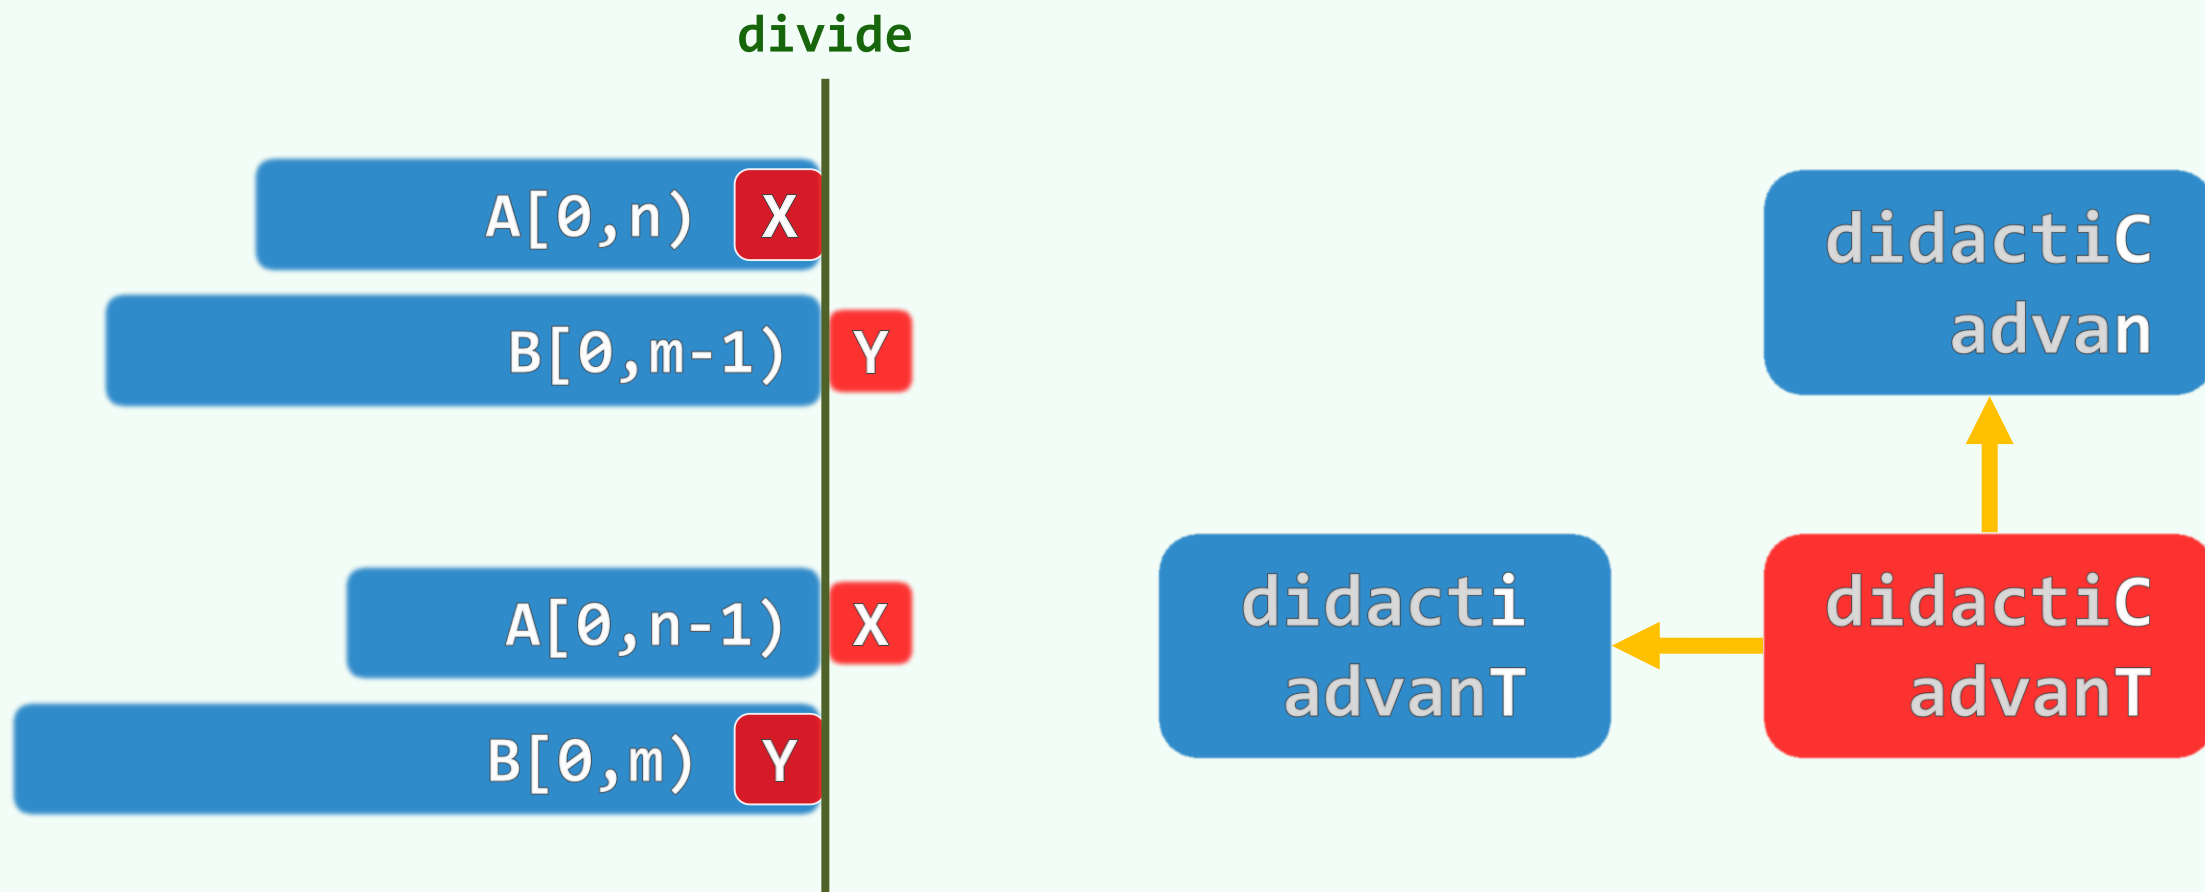 divide
A[0,n) X
B[0,m-1) Y
A[0,n-1) X
B[0,m) Y
didactiC
advan
didacti
advanT
didactiC
advanT